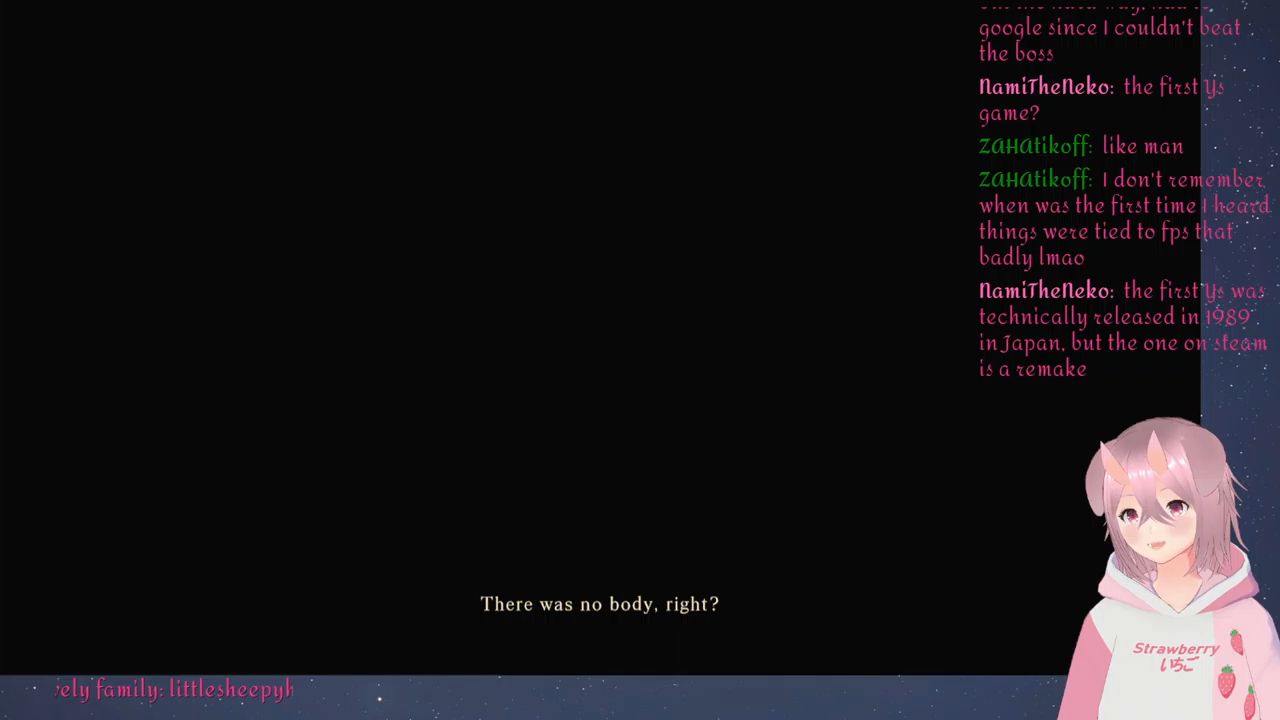 google since I couldn't beat
the boss
NamiTheNeko: the first Ys
game?
ZAHAtikoff: like man
ZAHAtikoff: I don't remember
when was the first time I heard
things were tied to fps that
badly lmao
NamiTheNeko: the first Ys was
technically released in 1989
in Japan, but the one on steam
is a remake
There was no body, right?
Strawberry
いちご
ely family: littlesheepyh